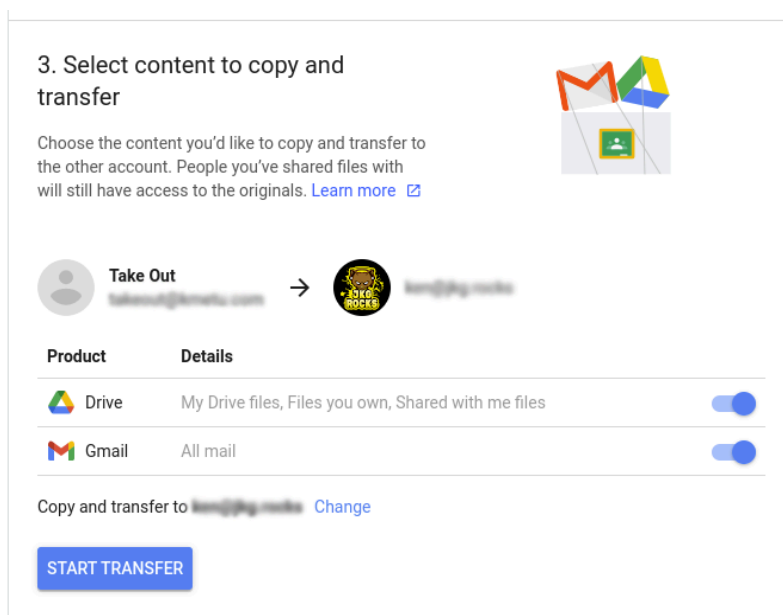 3. Select content to copy and
transfer
Choose the content you’d like to copy and transfer to
the other account. People you’ve shared files with
will still have access to the originals. Learn more
Take Out
JKG
ROCKS
Product Details
Drive My Drive files, Files you own, Shared with me files
Gmail All mail
Copy and transfer to Change
START TRANSFER